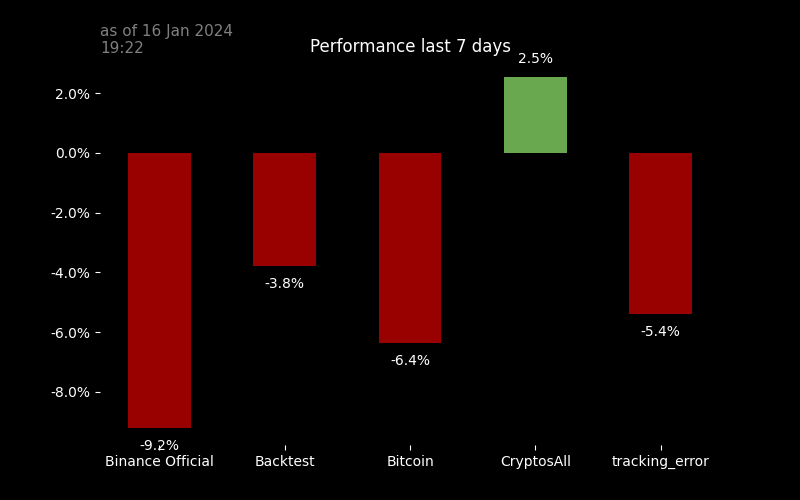 as of 16 Jan 2024
19:22
Performance last 7 days
2.5%
2.0%
0.0%
-2.0%
-4.0%
-3.8%
-5.4%
-6.0%
-6.4%
-8.0%
-9.2%
Binance Official
Backtest
Bitcoin
CryptosAll
tracking_error